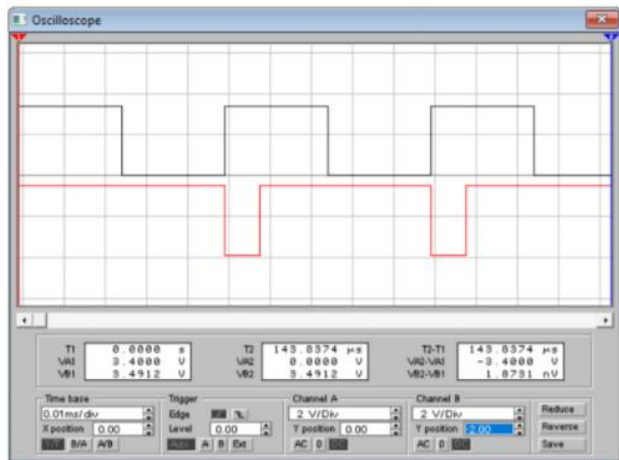 Oscilloscope
1 2
T1 0.0000 s T2 143.8374 µs T2-T1 143.8374 µs
VA1 3.4000 V VA2 0.0000 V VA2-VA1 -3.4000 V
VB1 3.4912 V VB2 3.4912 V VB2-VB1 1.8731 nV
Time base Trigger Channel A Channel B
0.01ms/div Edge 2 V/Div 2 V/Div Reduce
X position 0.00 Level 0.00 Y position 0.00 Y position -2.00 Reverse
Y/T B/A A/B Auto A B Ext AC 0 DC AC 0 DC Save